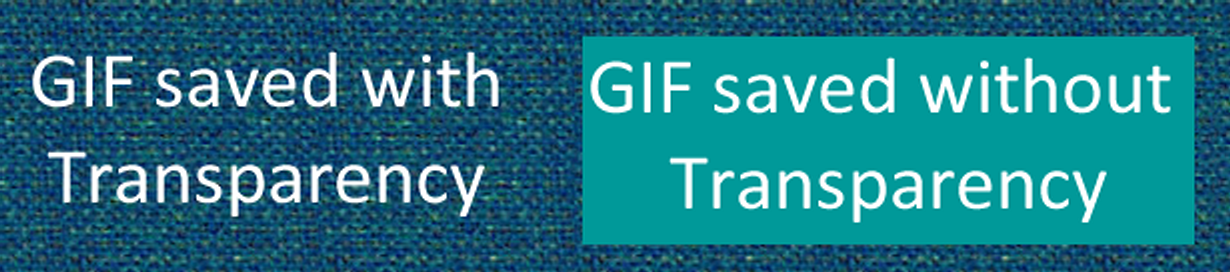 GIF saved with
Transparency
GIF saved without
Transparency